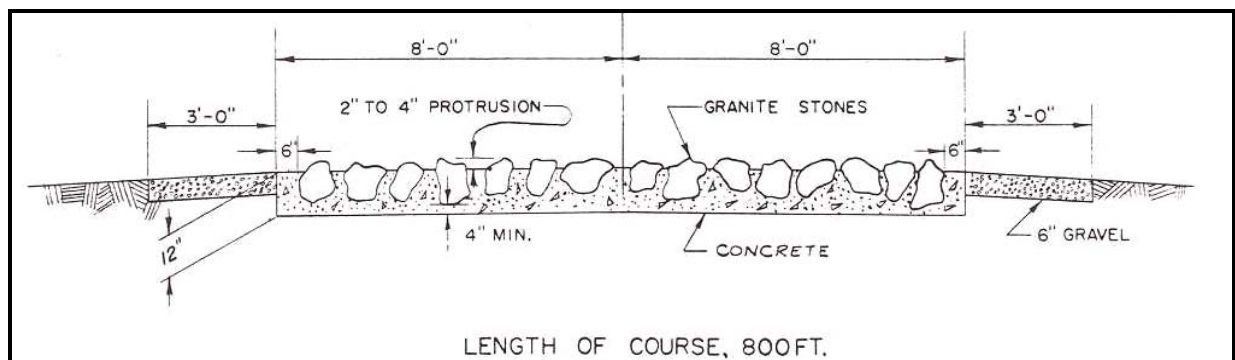 8'-0" 8'-0"
2" TO 4" PROTRUSION GRANITE STONES
3'-0" 3'-0"
6" 6"
12" 4" MIN. CONCRETE 6" GRAVEL
LENGTH OF COURSE, 800FT.